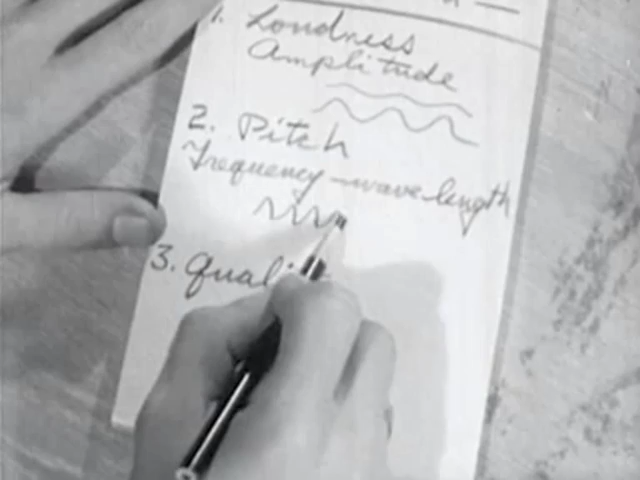 1. Loudness
Amplitude
2. Pitch
Frequency-wave length
3. Quali